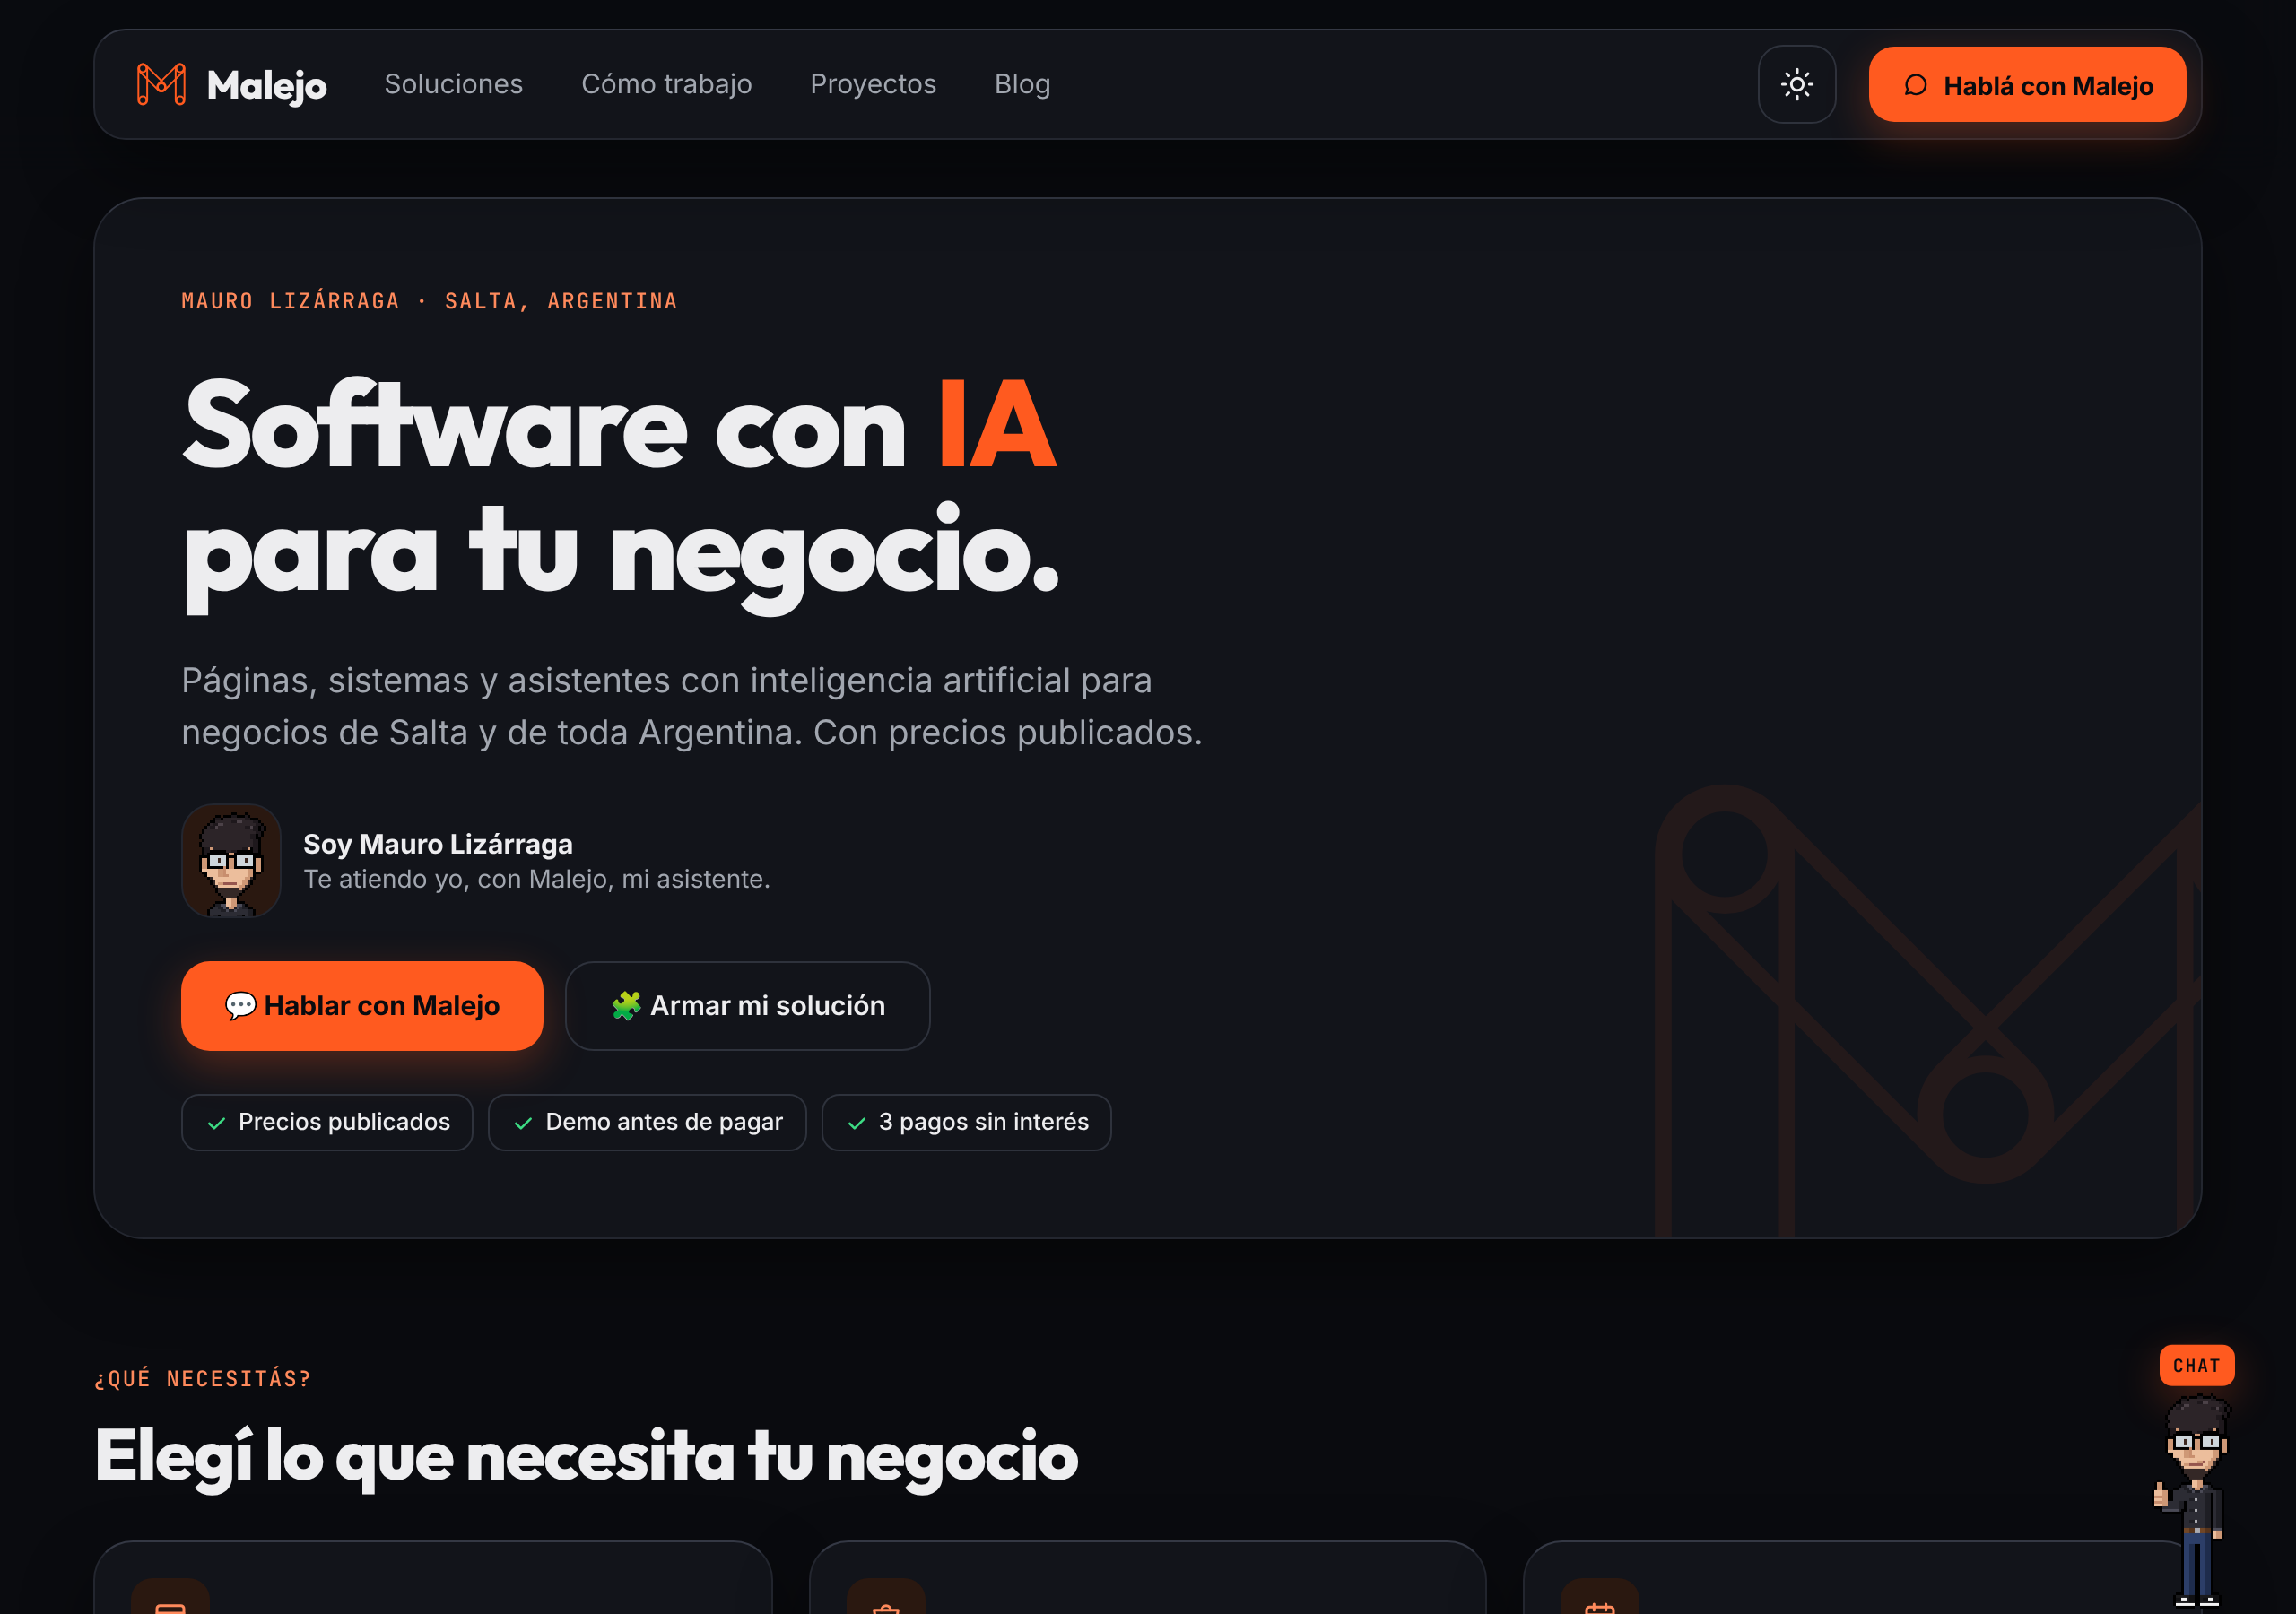 Malejo
Soluciones
Cómo trabajo
Proyectos
Blog
Hablá con Malejo
MAURO LIZÁRRAGA · SALTA, ARGENTINA
Software con IA
para tu negocio.
Páginas, sistemas y asistentes con inteligencia artificial para
negocios de Salta y de toda Argentina. Con precios publicados.
Soy Mauro Lizárraga
Te atiendo yo, con Malejo, mi asistente.
💬 Hablar con Malejo
🧩 Armar mi solución
✓ Precios publicados
✓ Demo antes de pagar
✓ 3 pagos sin interés
CHAT
¿QUÉ NECESITÁS?
Elegí lo que necesita tu negocio